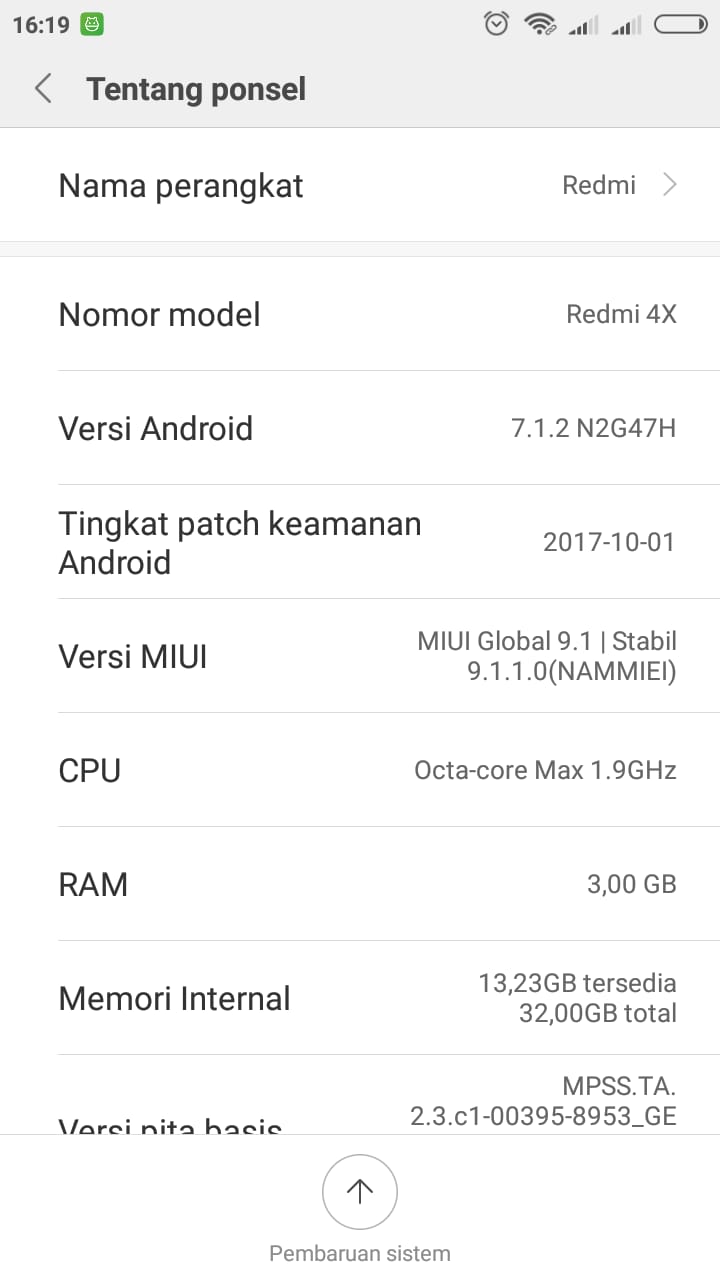 16:19
Tentang ponsel
Nama perangkat
Redmi
Nomor model
Redmi 4X
Versi Android
7.1.2 N2G47H
Tingkat patch keamanan
Android
2017-10-01
Versi MIUI
MIUI Global 9.1 | Stabil
9.1.1.0(NAMMIEI)
CPU
Octa-core Max 1.9GHz
RAM
3,00 GB
Memori Internal
13,23GB tersedia
32,00GB total
Versi pita basis
MPSS.TA.
2.3.c1-00395-8953_GE
Pembaruan sistem